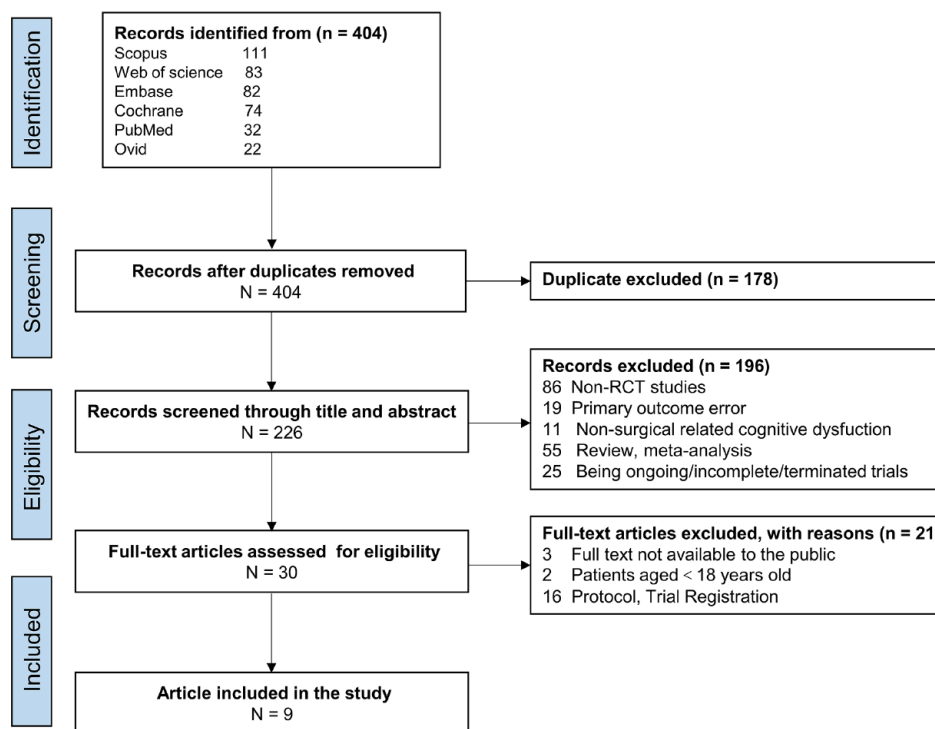 Identification
Records identified from (n = 404)
Scopus 111
Web of science 83
Embase 82
Cochrane 74
PubMed 32
Ovid 22
Screening
Records after duplicates removed
N = 404
Duplicate excluded (n = 178)
Eligibility
Records screened through title and abstract
N = 226
Records excluded (n = 196)
86 Non-RCT studies
19 Primary outcome error
11 Non-surgical related cognitive dysfuction
55 Review, meta-analysis
25 Being ongoing/incomplete/terminated trials
Full-text articles assessed for eligibility
N = 30
Full-text articles excluded, with reasons (n = 21
3 Full text not available to the public
2 Patients aged < 18 years old
16 Protocol, Trial Registration
Included
Article included in the study
N = 9